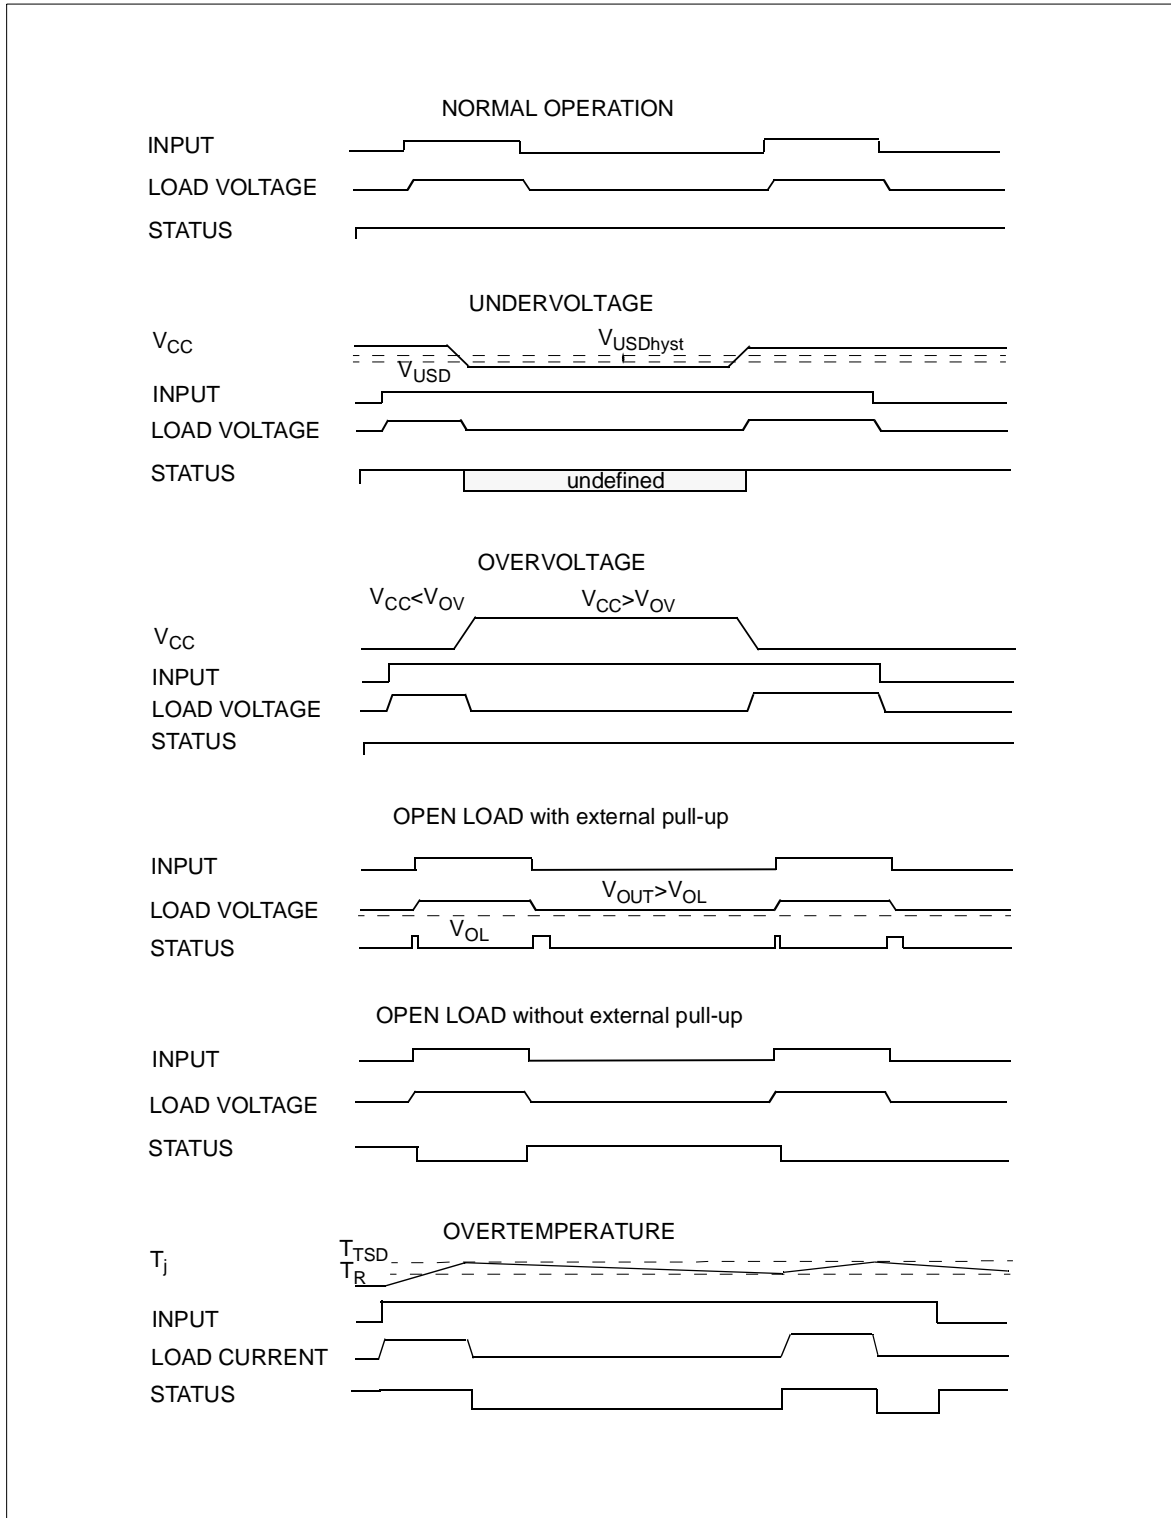 NORMAL OPERATION
INPUT
LOAD VOLTAGE
STATUS
UNDERVOLTAGE
VCC
VUSDhyst
VUSD
INPUT
LOAD VOLTAGE
STATUS
undefined
OVERVOLTAGE
VCC<VOV
VCC>VOV
VCC
INPUT
LOAD VOLTAGE
STATUS
OPEN LOAD with external pull-up
INPUT
VOUT>VOL
LOAD VOLTAGE
VOL
STATUS
OPEN LOAD without external pull-up
INPUT
LOAD VOLTAGE
STATUS
OVERTEMPERATURE
Tj
TTSD
TR
INPUT
LOAD CURRENT
STATUS